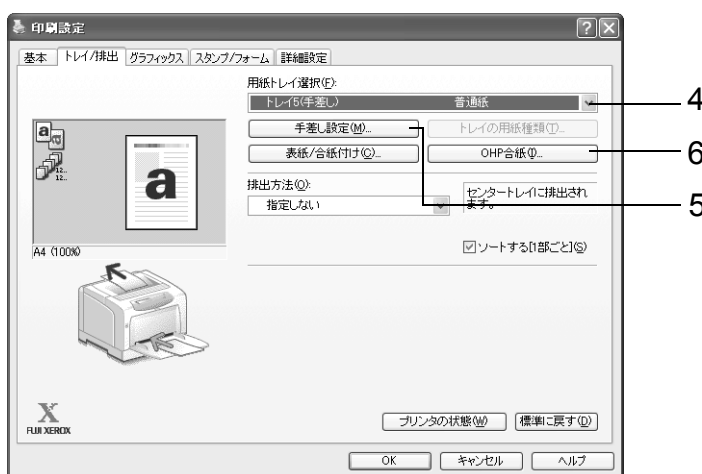 印刷設定
基本 トレイ/排出 グラフィックス スタンプ/フォーム 詳細設定
用紙トレイ選択(F):
トレイ5(手差し) 普通紙
4
手差し設定(M)... トレイの用紙種類(T)...
表紙/合紙付け(C)... OHP合紙(I)...
6
5
排出方法(O):
指定しない
センタートレイに排出され
ます。
ソートする[1部ごと](S)
a
a
12..
12..
a
A4 (100%)
X
FUJI XEROX
プリンタの状態(W) 標準に戻す(D)
OK キャンセル ヘルプ